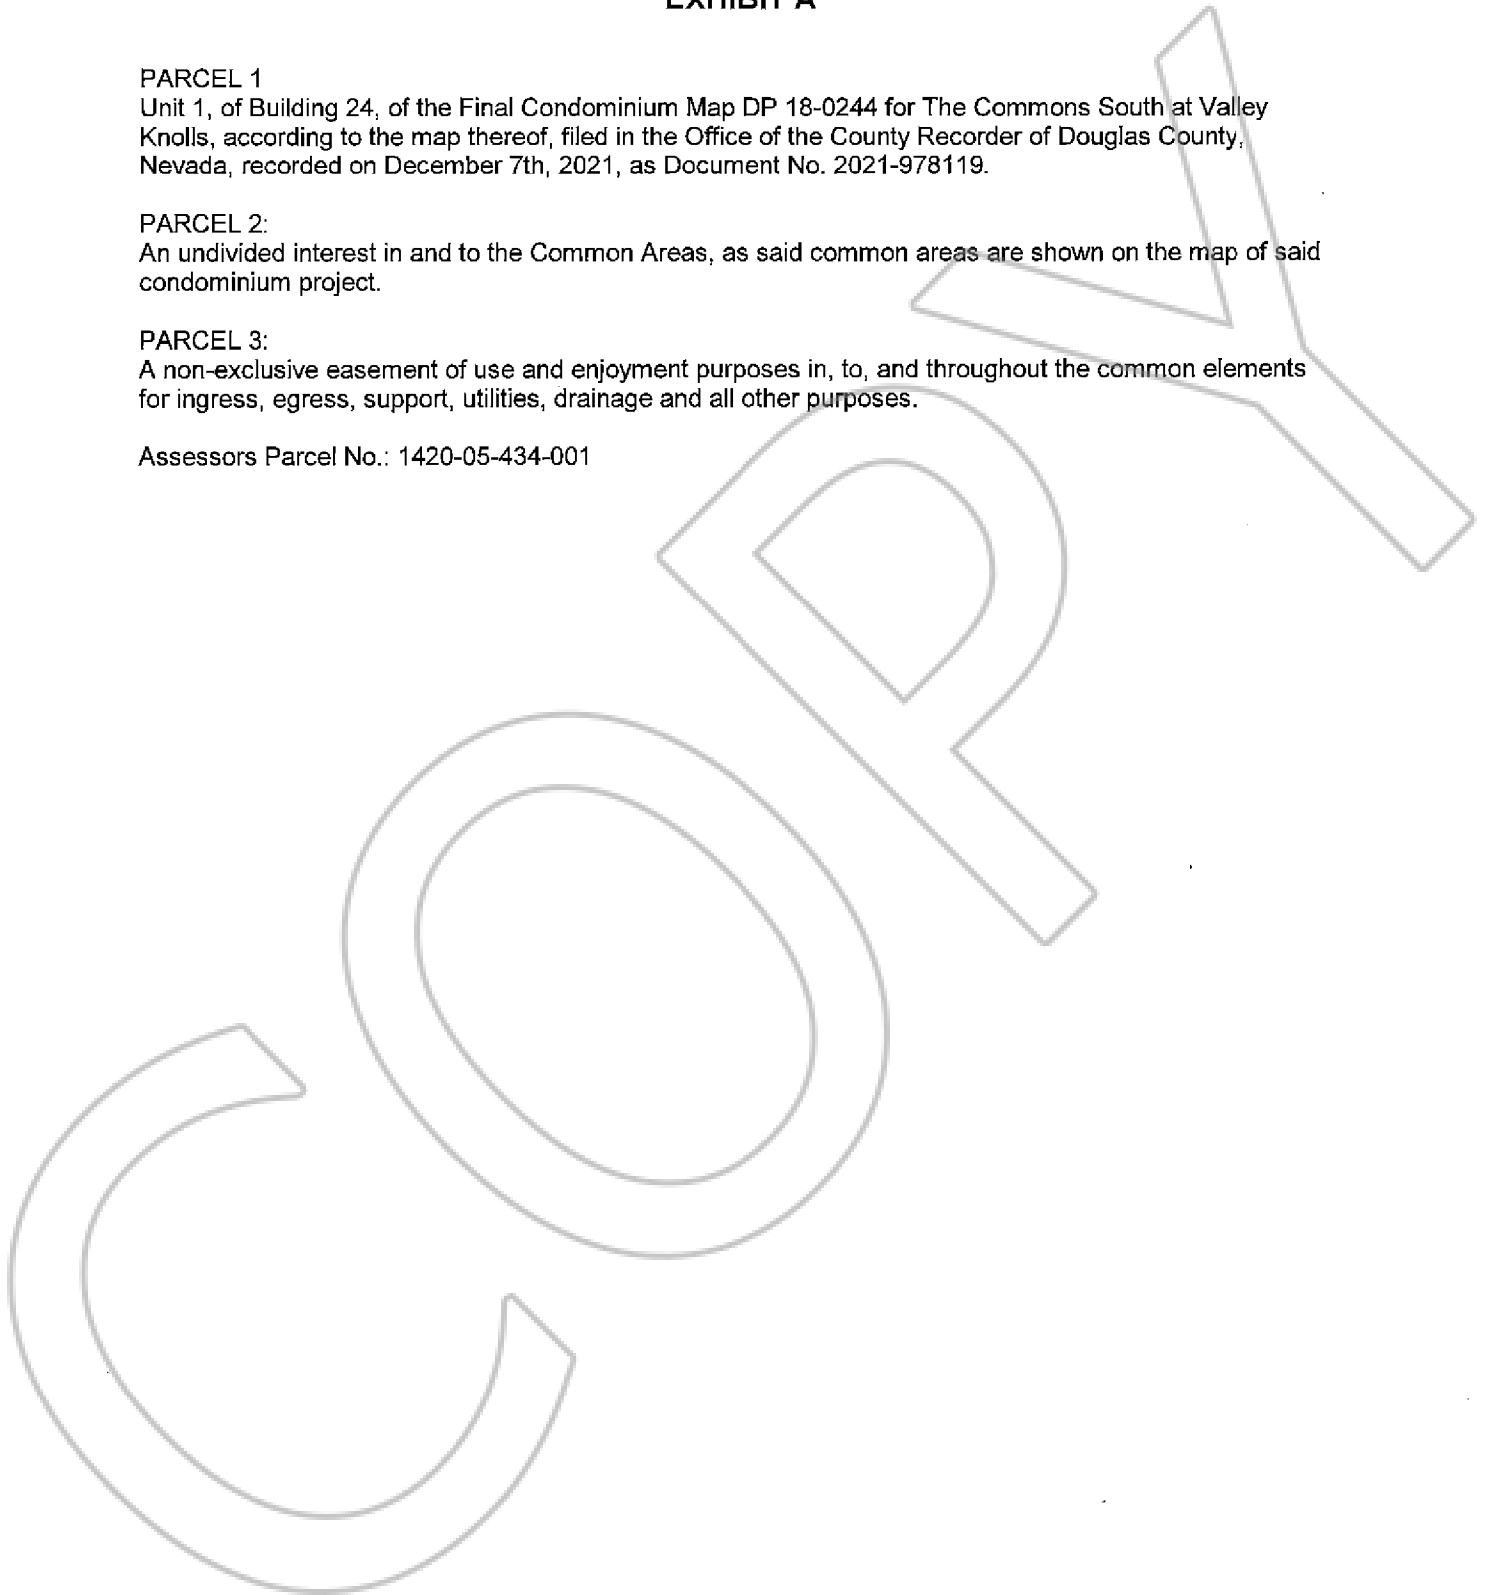 EXHIBIT A
PARCEL 1
Unit 1, of Building 24, of the Final Condominium Map DP 18-0244 for The Commons South at Valley
Knolls, according to the map thereof, filed in the Office of the County Recorder of Douglas County,
Nevada, recorded on December 7th, 2021, as Document No. 2021-978119.
PARCEL 2:
An undivided interest in and to the Common Areas, as said common areas are shown on the map of said
condominium project.
PARCEL 3:
A non-exclusive easement of use and enjoyment purposes in, to, and throughout the common elements
for ingress, egress, support, utilities, drainage and all other purposes.
Assessors Parcel No.: 1420-05-434-001
COPY